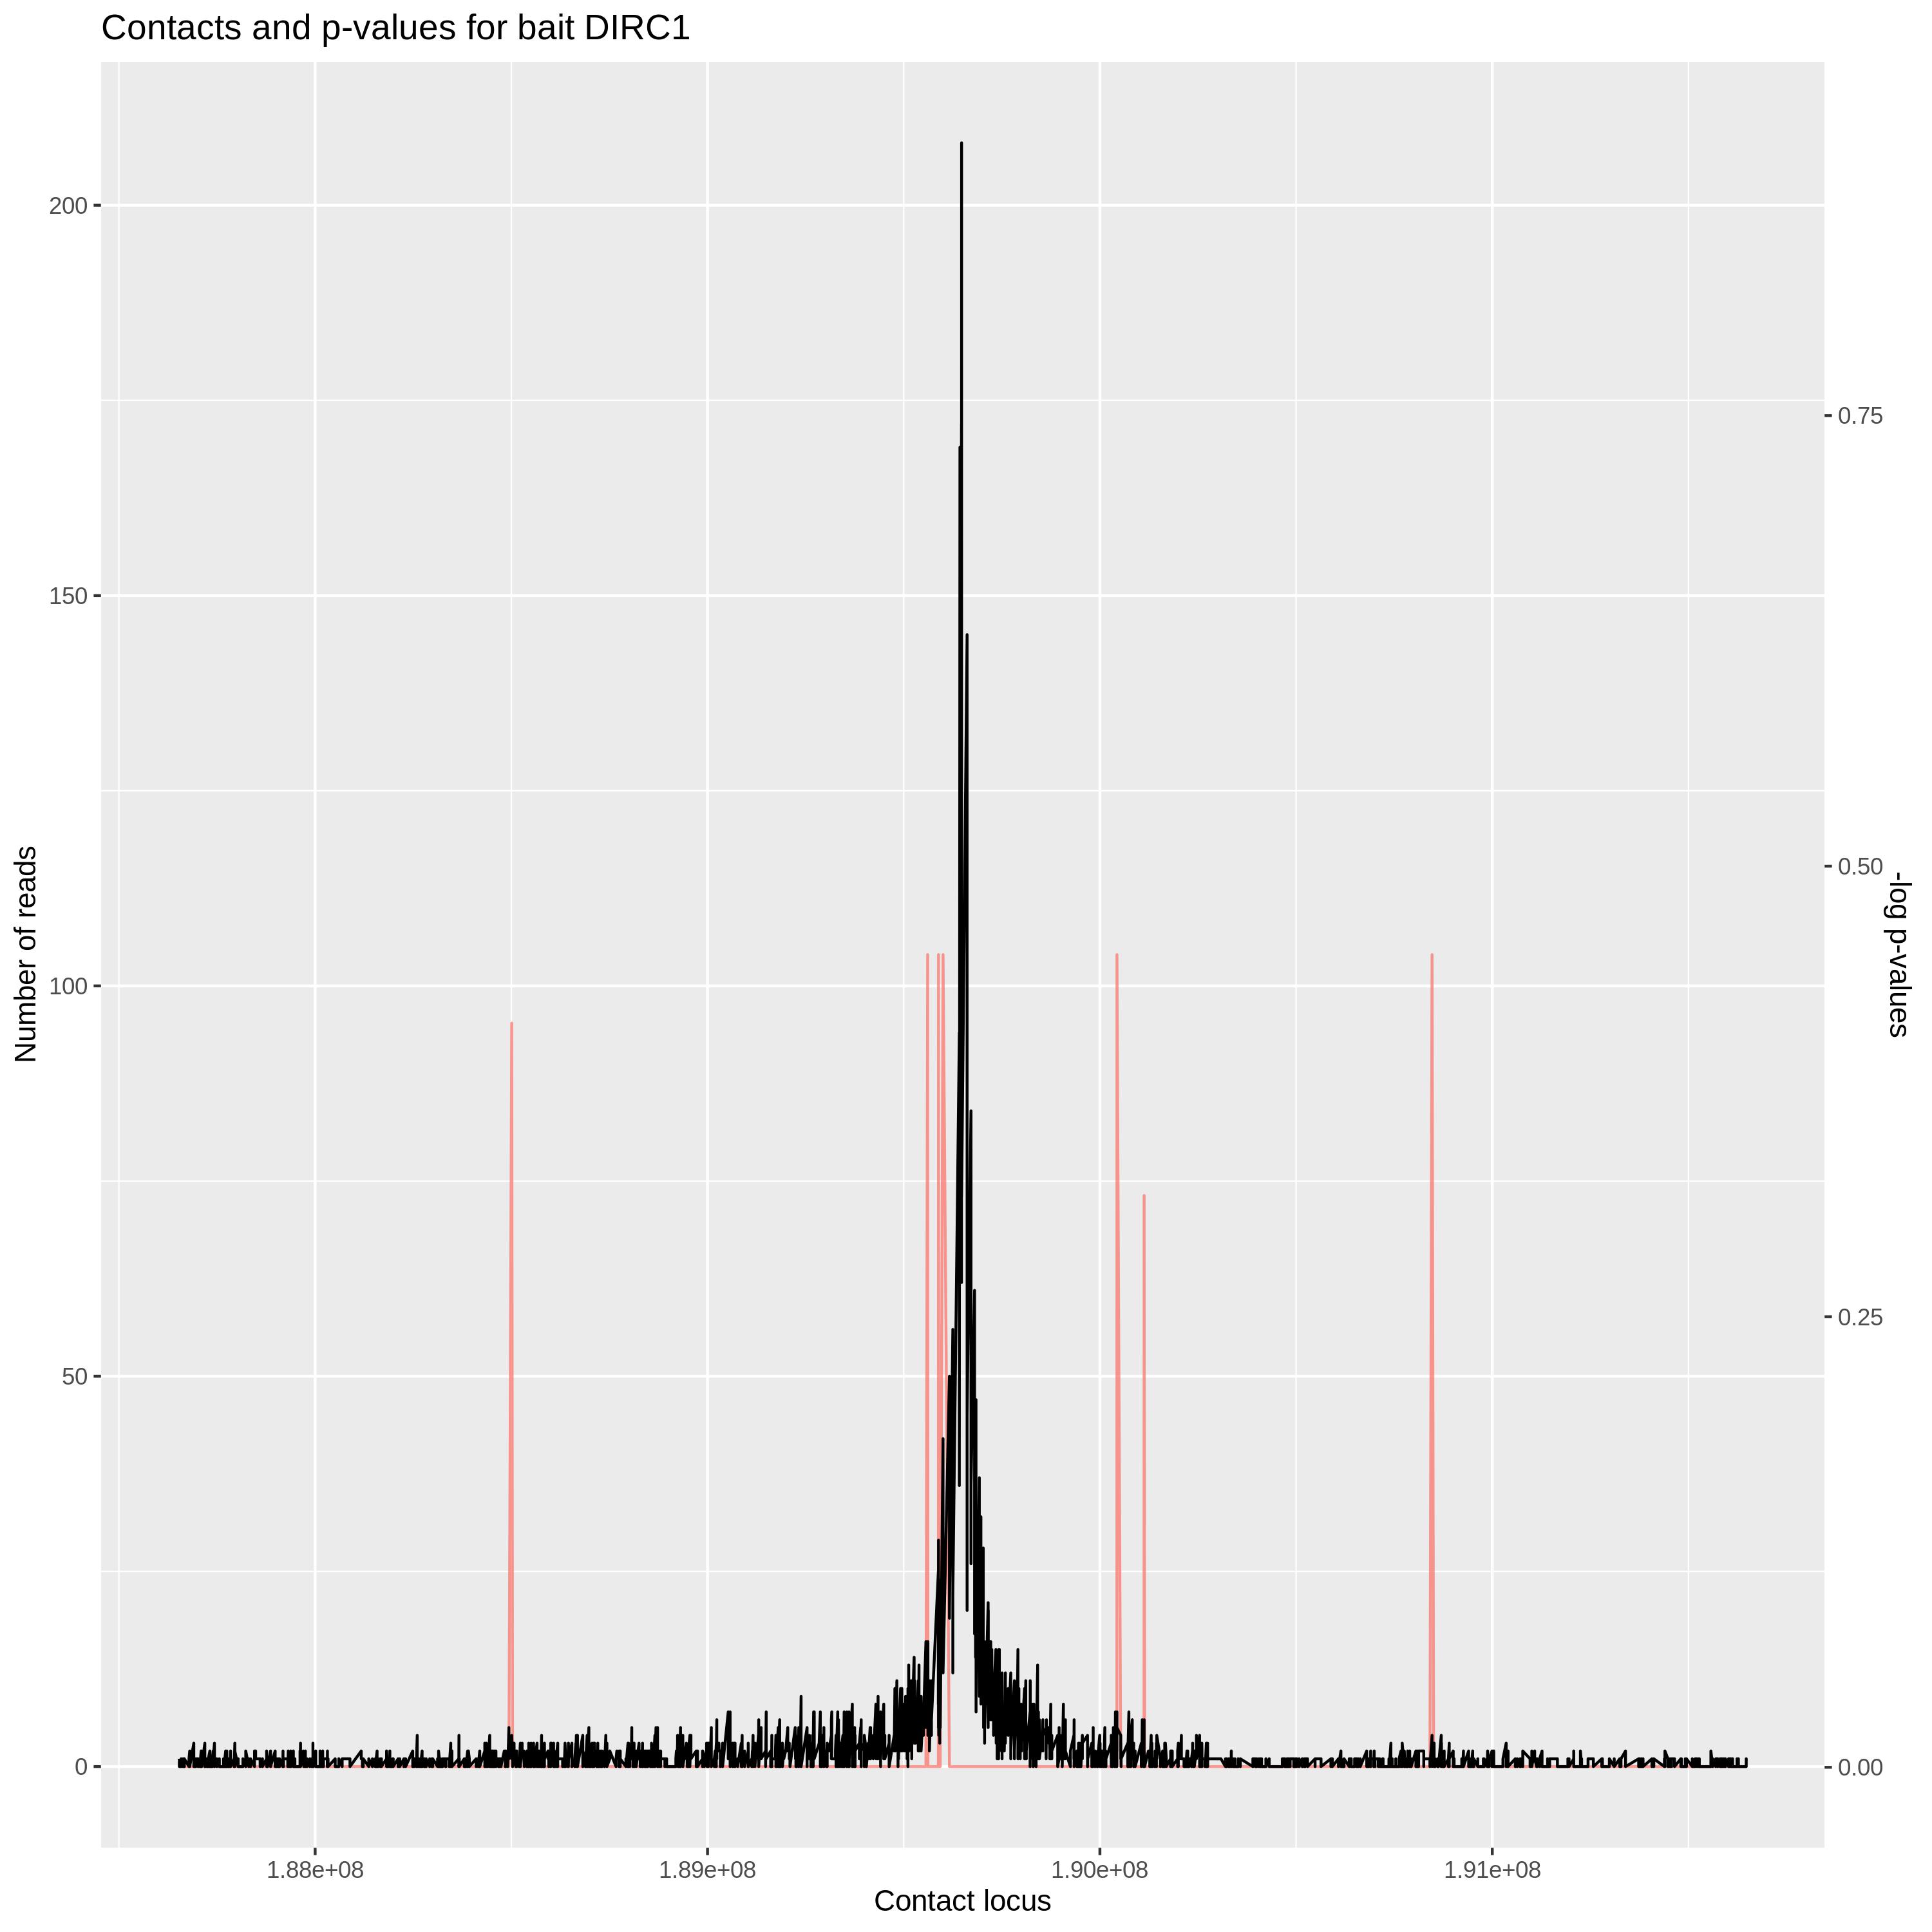 Contacts and p-values for bait DIRC1
200
150
100
50
0
Number of reads
0.75
0.50
0.25
0.00
-log p-values
1.88e+08
1.89e+08
1.90e+08
1.91e+08
Contact locus